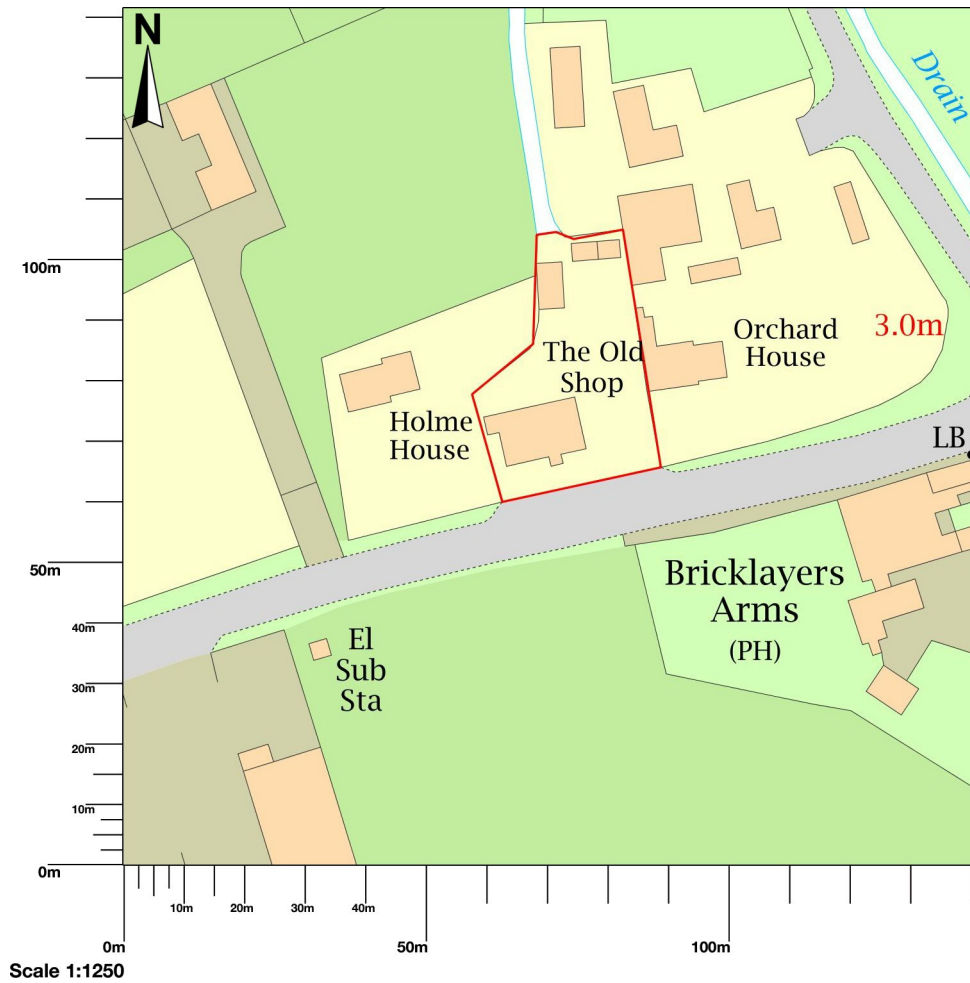 N
Drain
100m
3.0m
Orchard
House
The Old
Shop
Holme
House
LB
50m
Bricklayers
Arms
(PH)
40m
El
Sub
Sta
30m
20m
10m
0m
10m
20m
30m
40m
0m
50m
100m
Scale 1:1250